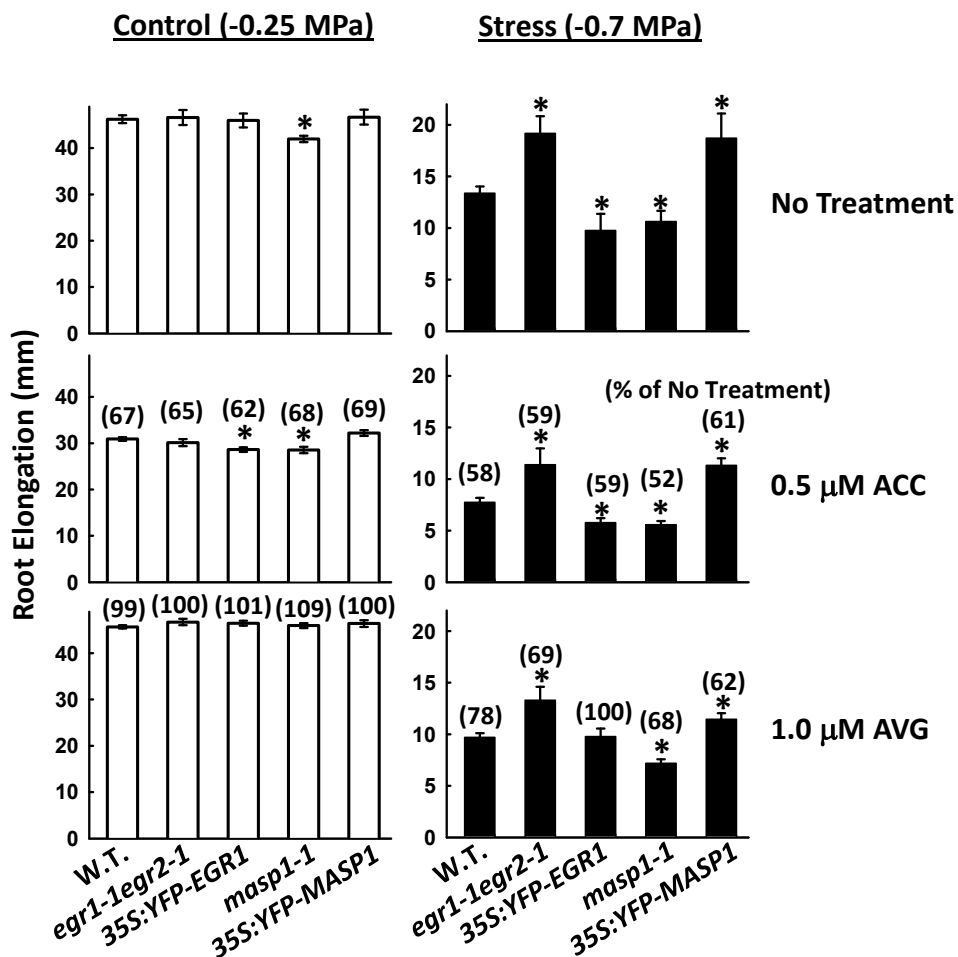 Control (-0.25 MPa)
Stress (-0.7 MPa)
40
30
20
10
0
*
20
15
10
5
0
* * * *
No Treatment
Root Elongation (mm)
40
30
20
10
0
(67) (65) (62) (68) (69)
* *
20
15
10
5
0
(% of No Treatment)
(58) (59) (59) (52) (61)
* * * *
0.5 μM ACC
40
30
20
10
0
(99) (100) (101) (109) (100)
20
15
10
5
0
(78) (69) (100) (68) (62)
* * *
1.0 μM AVG
W.T.
egr1-1egr2-1
35S:YFP-EGR1
masp1-1
35S:YFP-MASP1
W.T.
egr1-1egr2-1
35S:YFP-EGR1
masp1-1
35S:YFP-MASP1